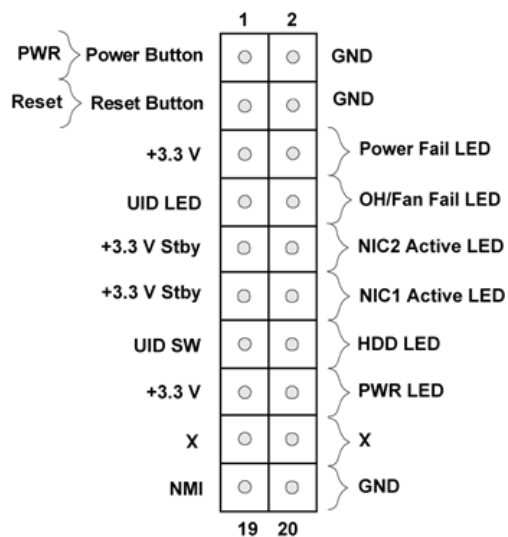 1 2
PWR Power Button GND
Reset Reset Button GND
+3.3 V Power Fail LED
UID LED OH/Fan Fail LED
+3.3 V Stby NIC2 Active LED
+3.3 V Stby NIC1 Active LED
UID SW HDD LED
+3.3 V PWR LED
X X
NMI GND
19 20